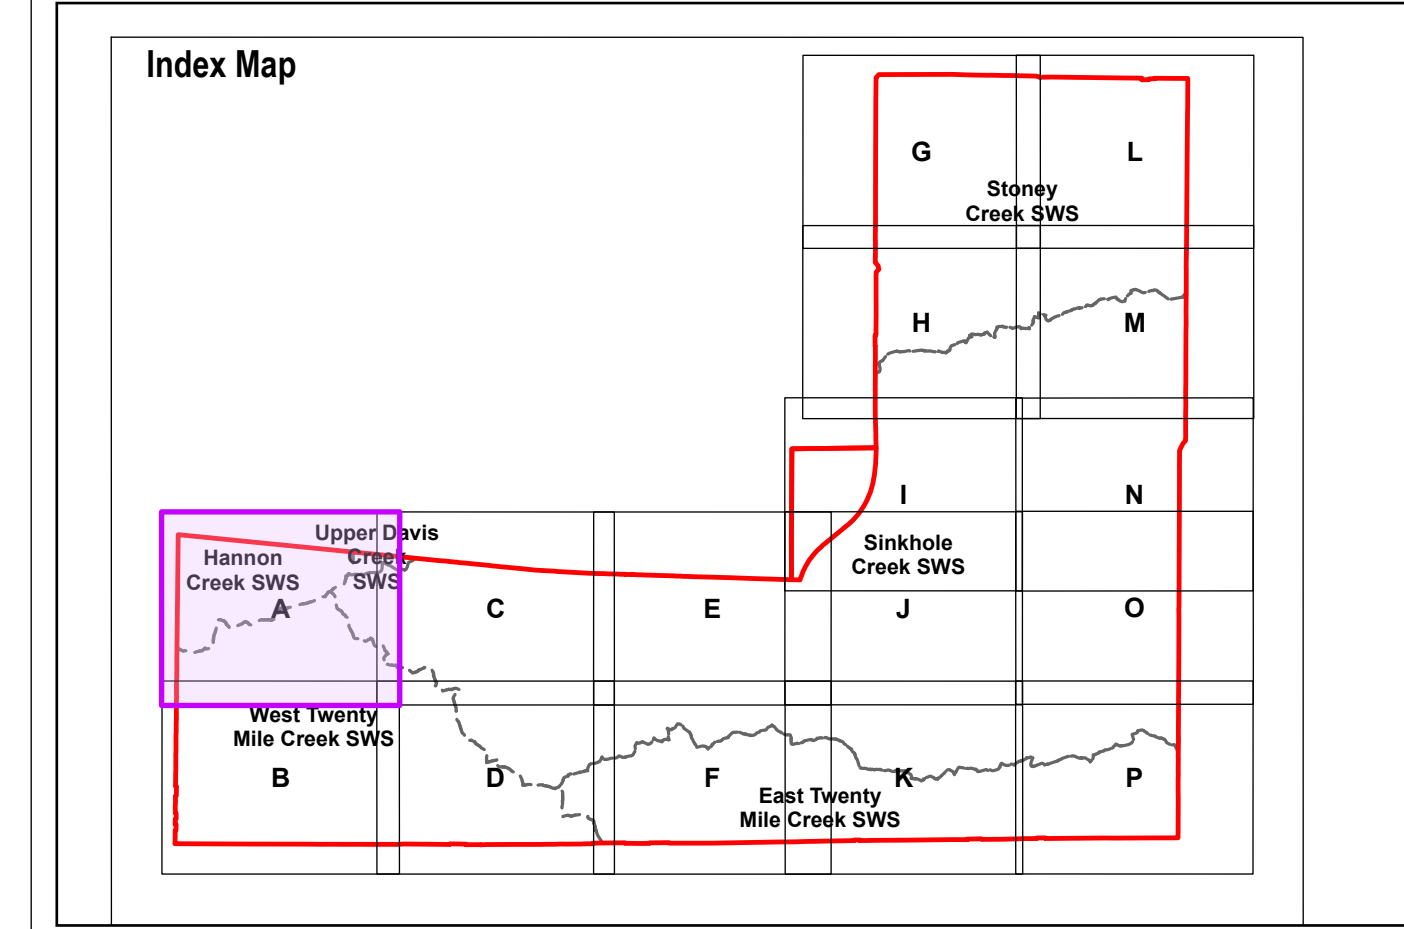 Index Map
G
L
Stoney
Creek SWS
H
M
I
N
Upper Davis
Creek
SWS
Hannon
Creek SWS
Sinkhole
Creek SWS
A
C
E
J
O
West Twenty
Mile Creek SWS
B
D
F
K
P
East Twenty
Mile Creek SWS